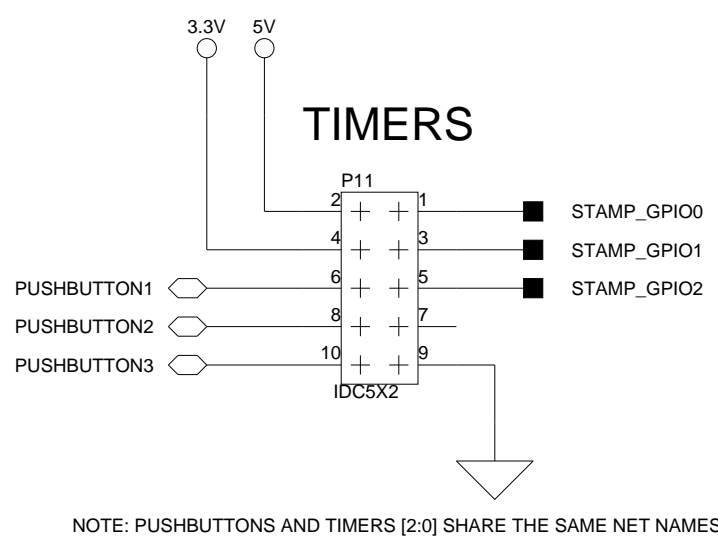 3.3V 5V
TIMERS
P11
2 1 STAMP_GPIO0
4 3 STAMP_GPIO1
PUSHBUTTON1 6 5 STAMP_GPIO2
PUSHBUTTON2 8 7
PUSHBUTTON3 10 9
IDC5X2
NOTE: PUSHBUTTONS AND TIMERS [2:0] SHARE THE SAME NET NAMES